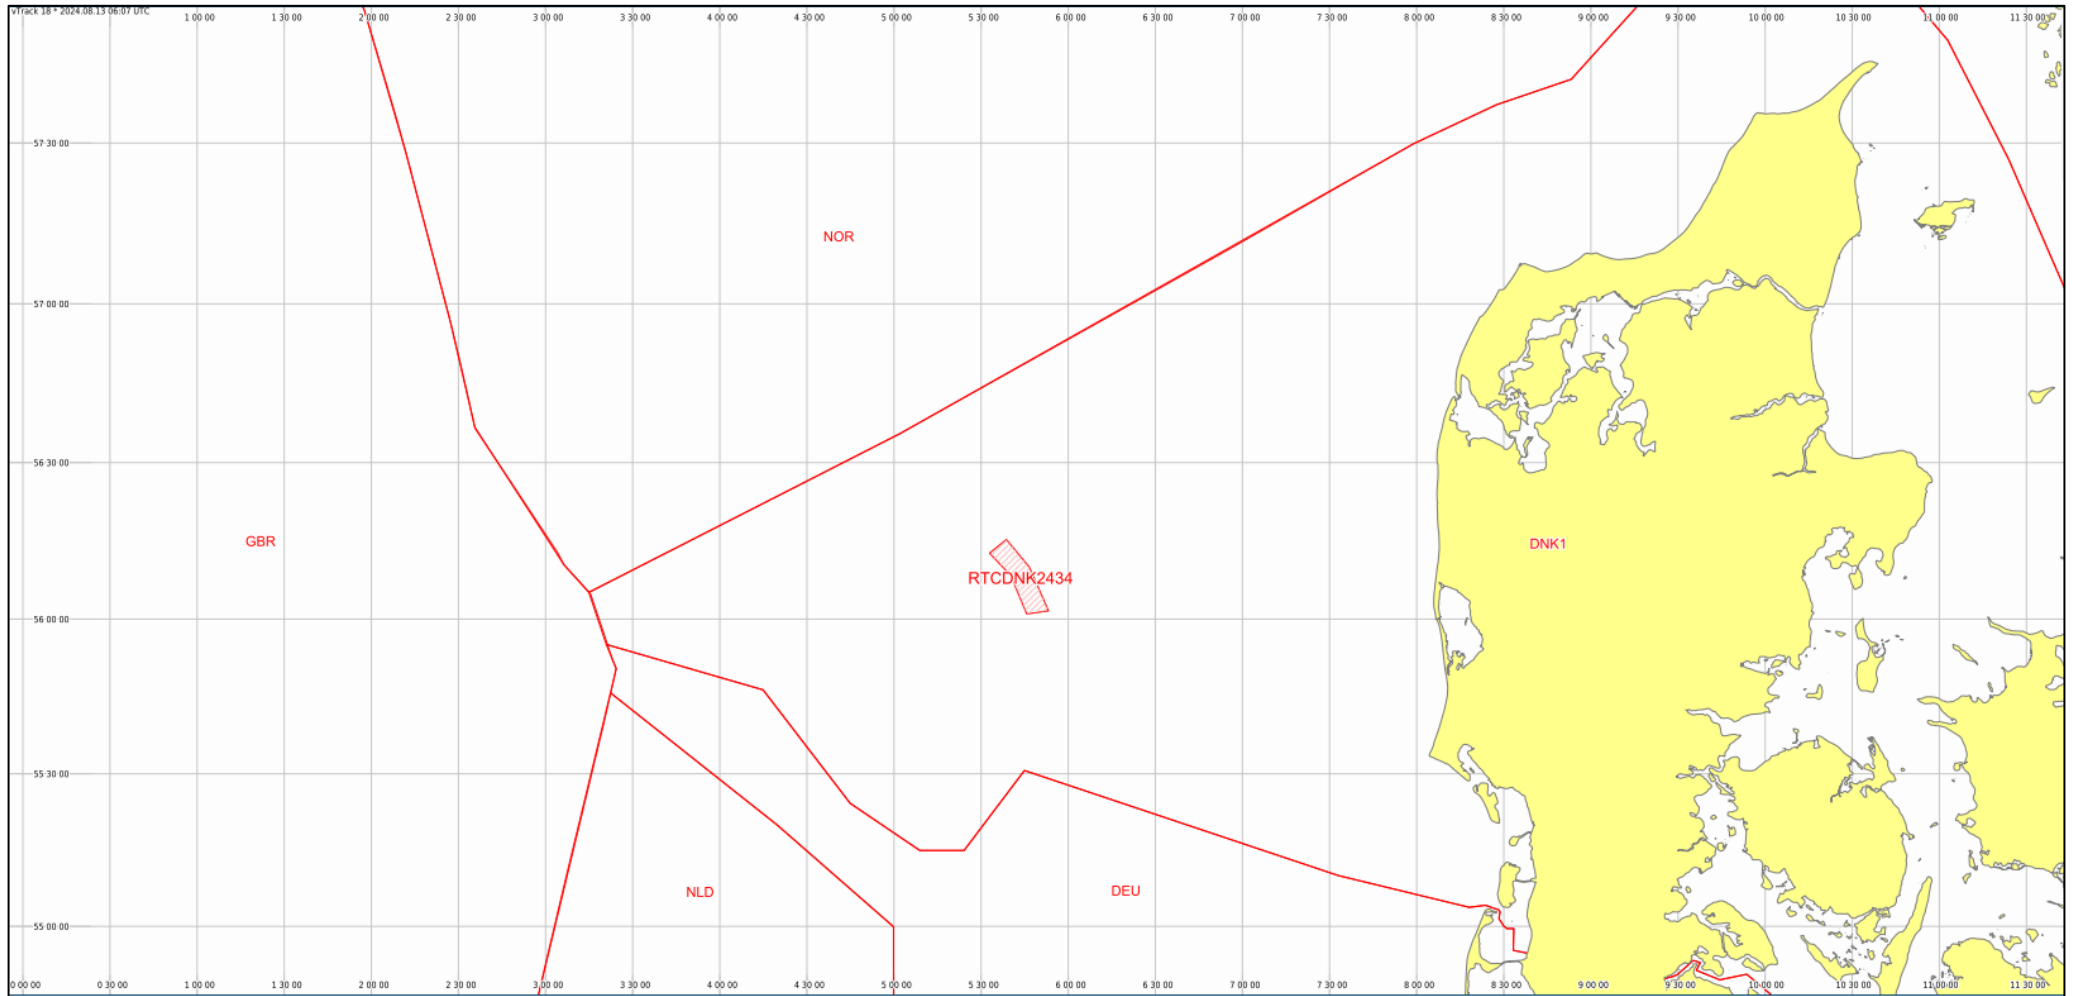 vTrack 18 * 2024.08.13 06:07 UTC
1 00 00 1 30 00 2 00 00 2 30 00 3 00 00 3 30 00 4 00 00 4 30 00 5 00 00 5 30 00 6 00 00 6 30 00 7 00 00 7 30 00 8 00 00 8 30 00 9 00 00 9 30 00 10 00 00 10 30 00 11 00 00 11 30 00
57 30 00
NOR
57 00 00
56 30 00
GBR
DNK1
RTCDNK2434
56 00 00
55 30 00
NLD
DEU
55 00 00
0 00 00 0 30 00 1 00 00 1 30 00 2 00 00 2 30 00 3 00 00 3 30 00 4 00 00 4 30 00 5 00 00 5 30 00 6 00 00 6 30 00 7 00 00 7 30 00 8 00 00 8 30 00 9 00 00 9 30 00 10 00 00 10 30 00 11 00 00 11 30 00